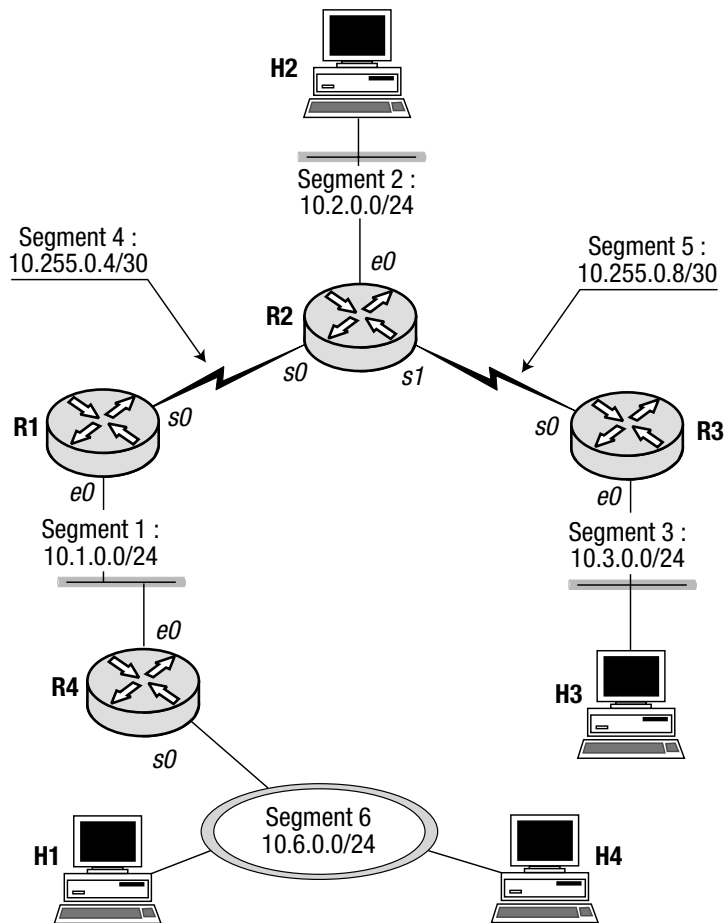 H2
Segment 2 :
10.2.0.0/24
Segment 4 :
10.255.0.4/30
Segment 5 :
10.255.0.8/30
e0
R2
s0
s1
R1
s0
s0
R3
e0
e0
Segment 1 :
10.1.0.0/24
Segment 3 :
10.3.0.0/24
e0
R4
H3
s0
Segment 6
10.6.0.0/24
H1
H4